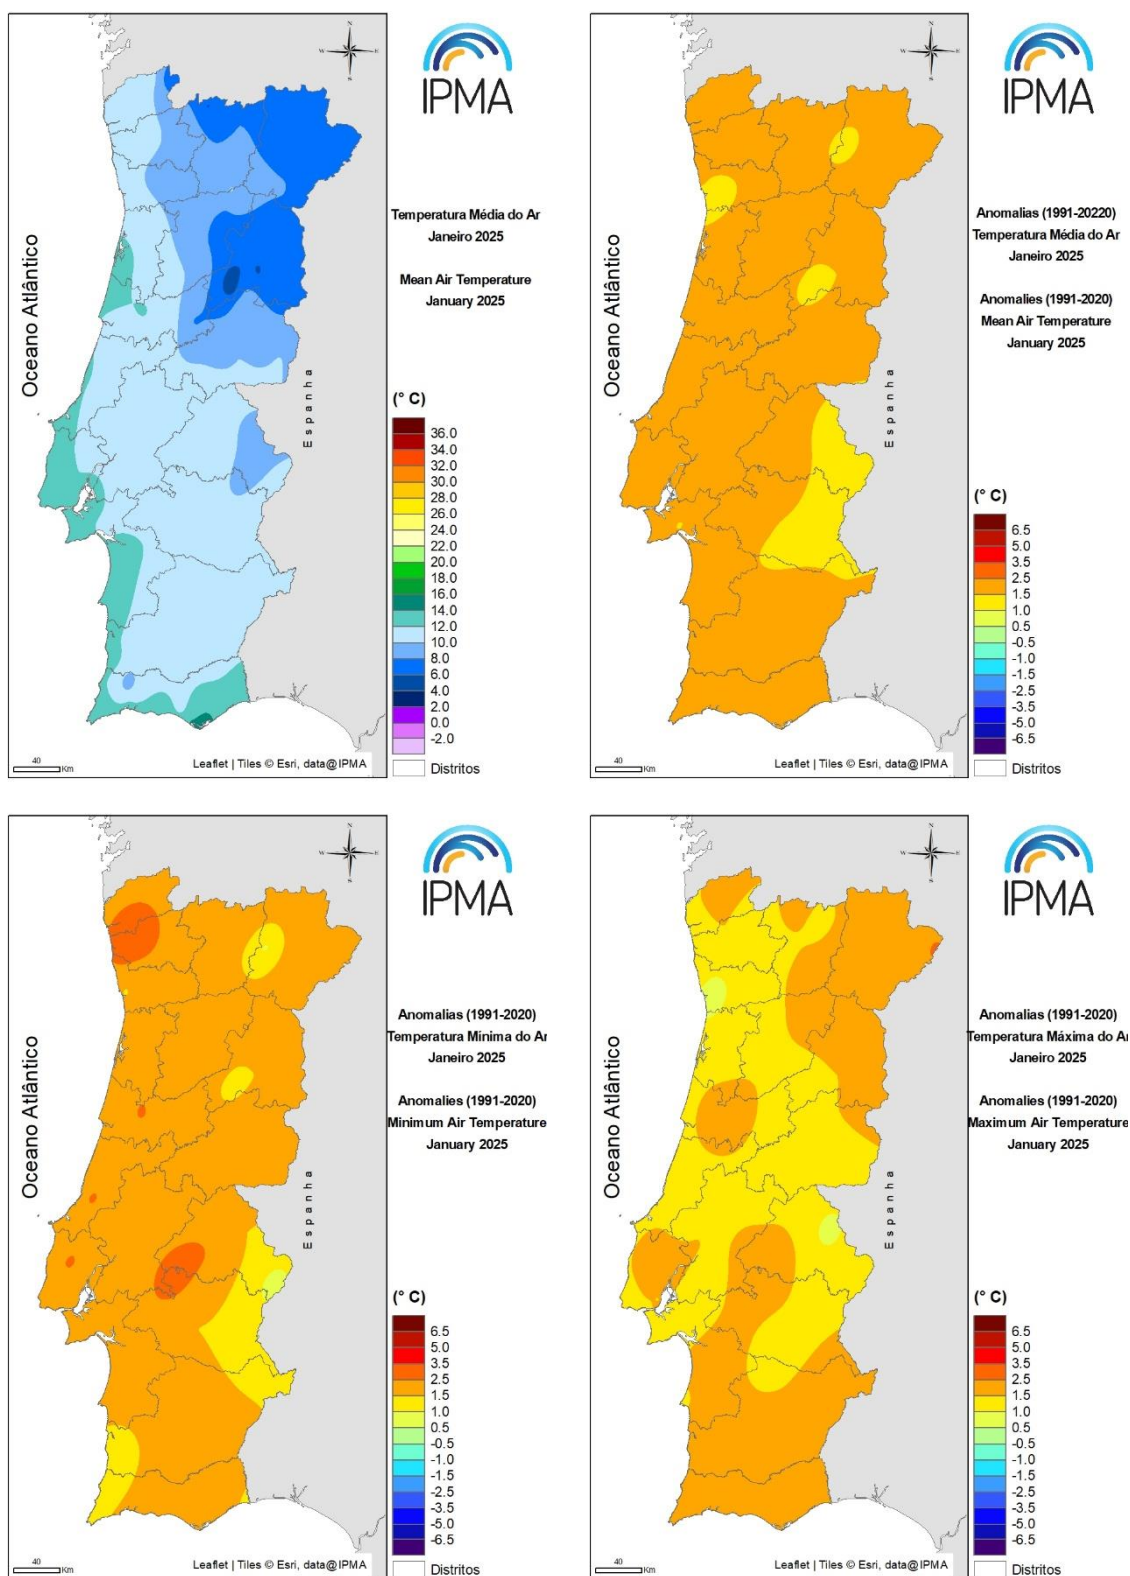 N
W E
S
IPMA
Oceano Atlântico
Temperatura Média do Ar
Janeiro 2025
Mean Air Temperature
January 2025
Espanha
(° C)
36.0
34.0
32.0
30.0
28.0
26.0
24.0
22.0
20.0
18.0
16.0
14.0
12.0
10.0
8.0
6.0
4.0
2.0
0.0
-2.0
Distritos
40
Km
Leaflet | Tiles © Esri, data@IPMA
N
W E
S
IPMA
Oceano Atlântico
Anomalias (1991-20220)
Temperatura Média do Ar
Janeiro 2025
Anomalies (1991-2020)
Mean Air Temperature
January 2025
Espanha
(° C)
6.5
5.0
3.5
2.5
1.5
1.0
0.5
-0.5
-1.0
-1.5
-2.5
-3.5
-5.0
-6.5
Distritos
40
Km
Leaflet | Tiles © Esri, data@IPMA
N
W E
S
IPMA
Oceano Atlântico
Anomalias (1991-2020)
Temperatura Mínima do Ar
Janeiro 2025
Anomalies (1991-2020)
Minimum Air Temperature
January 2025
Espanha
(° C)
6.5
5.0
3.5
2.5
1.5
1.0
0.5
-0.5
-1.0
-1.5
-2.5
-3.5
-5.0
-6.5
Distritos
40
Km
Leaflet | Tiles © Esri, data@IPMA
N
W E
S
IPMA
Oceano Atlântico
Anomalias (1991-2020)
Temperatura Máxima do Ar
Janeiro 2025
Anomalies (1991-2020)
Maximum Air Temperature
January 2025
Espanha
(° C)
6.5
5.0
3.5
2.5
1.5
1.0
0.5
-0.5
-1.0
-1.5
-2.5
-3.5
-5.0
-6.5
Distritos
40
Km
Leaflet | Tiles © Esri, data@IPMA